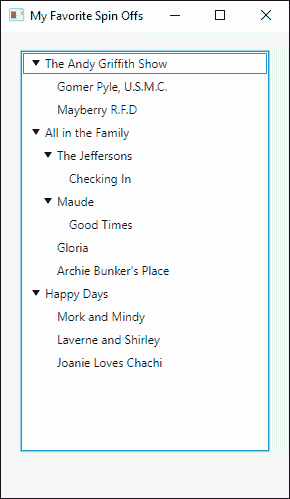 My Favorite Spin Offs
The Andy Griffith Show
Gomer Pyle, U.S.M.C.
Mayberry R.F.D
All in the Family
The Jeffersons
Checking In
Maude
Good Times
Gloria
Archie Bunker's Place
Happy Days
Mork and Mindy
Laverne and Shirley
Joanie Loves Chachi